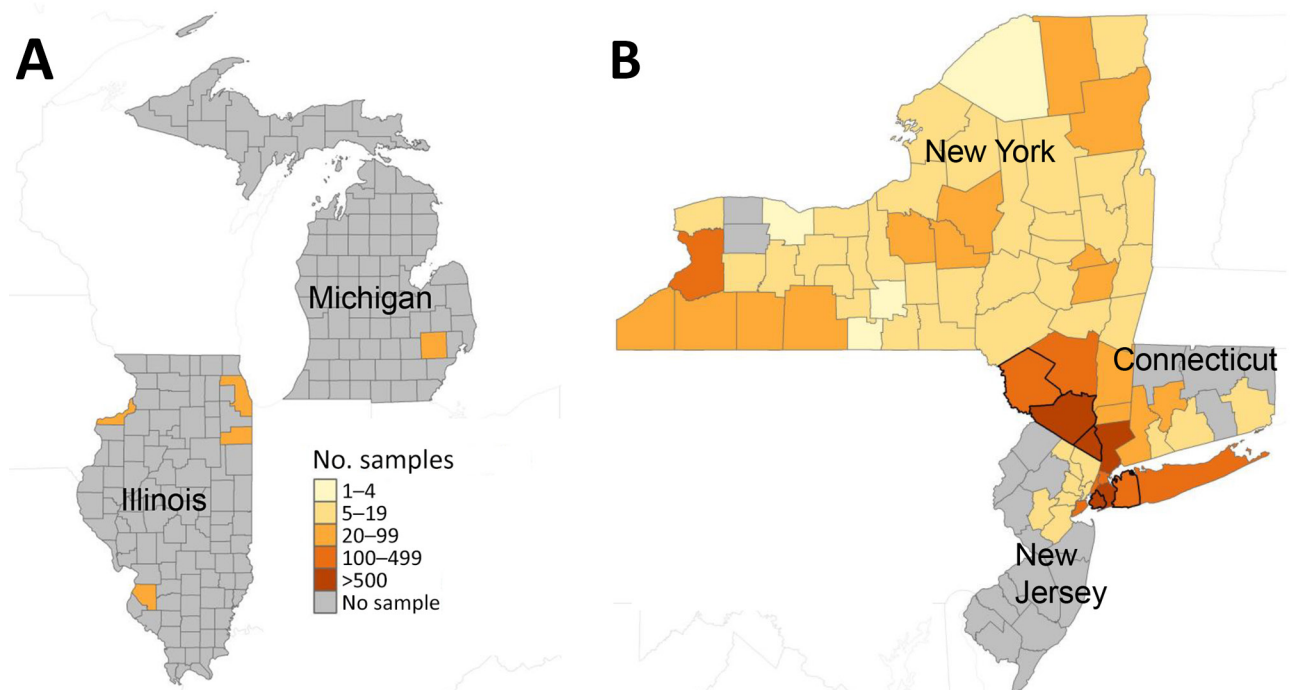 A
B
New York
Michigan
Connecticut
No. samples
1–4
5–19
20–99
100–499
>500
No sample
Illinois
New
Jersey